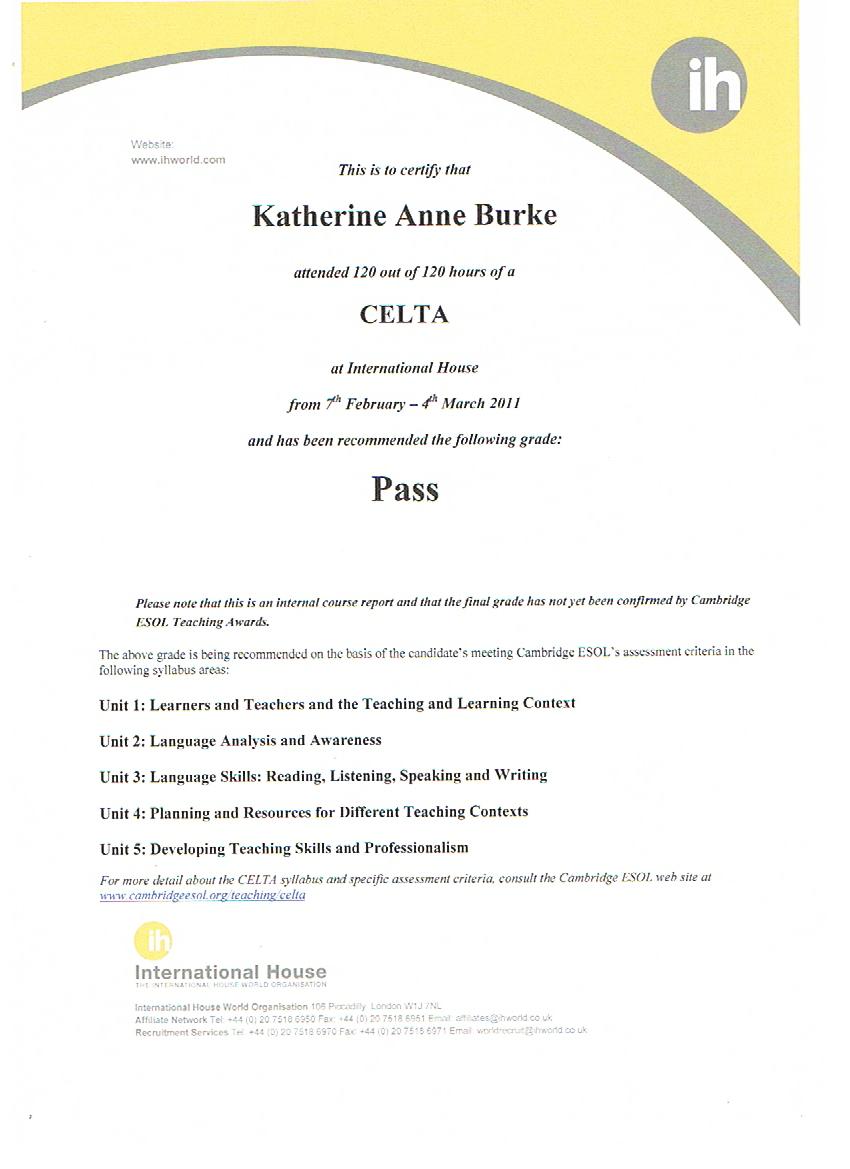 ih
Website:
www.ihworld.com
This is to certify that
Katherine Anne Burke
attended 120 out of 120 hours of a
CELTA
at International House
from 7th February – 4th March 2011
and has been recommended the following grade:
Pass
Please note that this is an internal course report and that the final grade has not yet been confirmed by Cambridge
ESOL Teaching Awards.
The above grade is being recommended on the basis of the candidate's meeting Cambridge ESOL's assessment criteria in the
following syllabus areas:
Unit 1: Learners and Teachers and the Teaching and Learning Context
Unit 2: Language Analysis and Awareness
Unit 3: Language Skills: Reading, Listening, Speaking and Writing
Unit 4: Planning and Resources for Different Teaching Contexts
Unit 5: Developing Teaching Skills and Professionalism
For more detail about the CELTA syllabus and specific assessment criteria, consult the Cambridge ESOL web site at
www.cambridgeesol.org/teaching/celta
ih
International House
THE INTERNATIONAL HOUSE WORLD ORGANISATION
International House World Organisation 106 Piccadilly London W1J 7NL
Affiliate Network Tel: +44 (0) 20 7518 6950 Fax: +44 (0) 20 7518 6951 Email: affiliates@ihworld.co.uk
Recruitment Services Tel: +44 (0) 20 7518 6970 Fax: +44 (0) 20 7518 6971 Email: worldrecruit@ihworld.co.uk